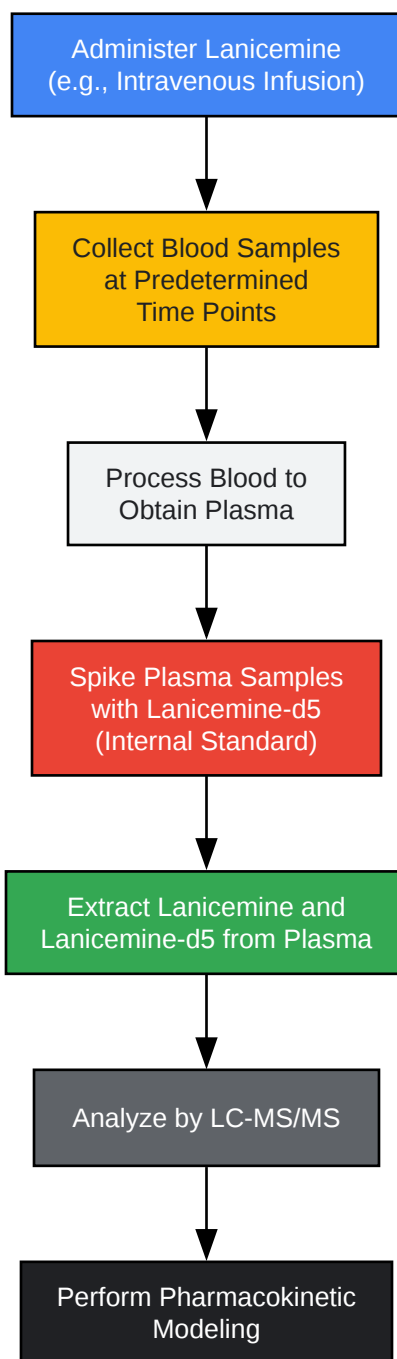 Administer Lanicemine
(e.g., Intravenous Infusion)
Collect Blood Samples
at Predetermined
Time Points
Process Blood to
Obtain Plasma
Spike Plasma Samples
with Lanicemine-d5
(Internal Standard)
Extract Lanicemine and
Lanicemine-d5 from Plasma
Analyze by LC-MS/MS
Perform Pharmacokinetic
Modeling